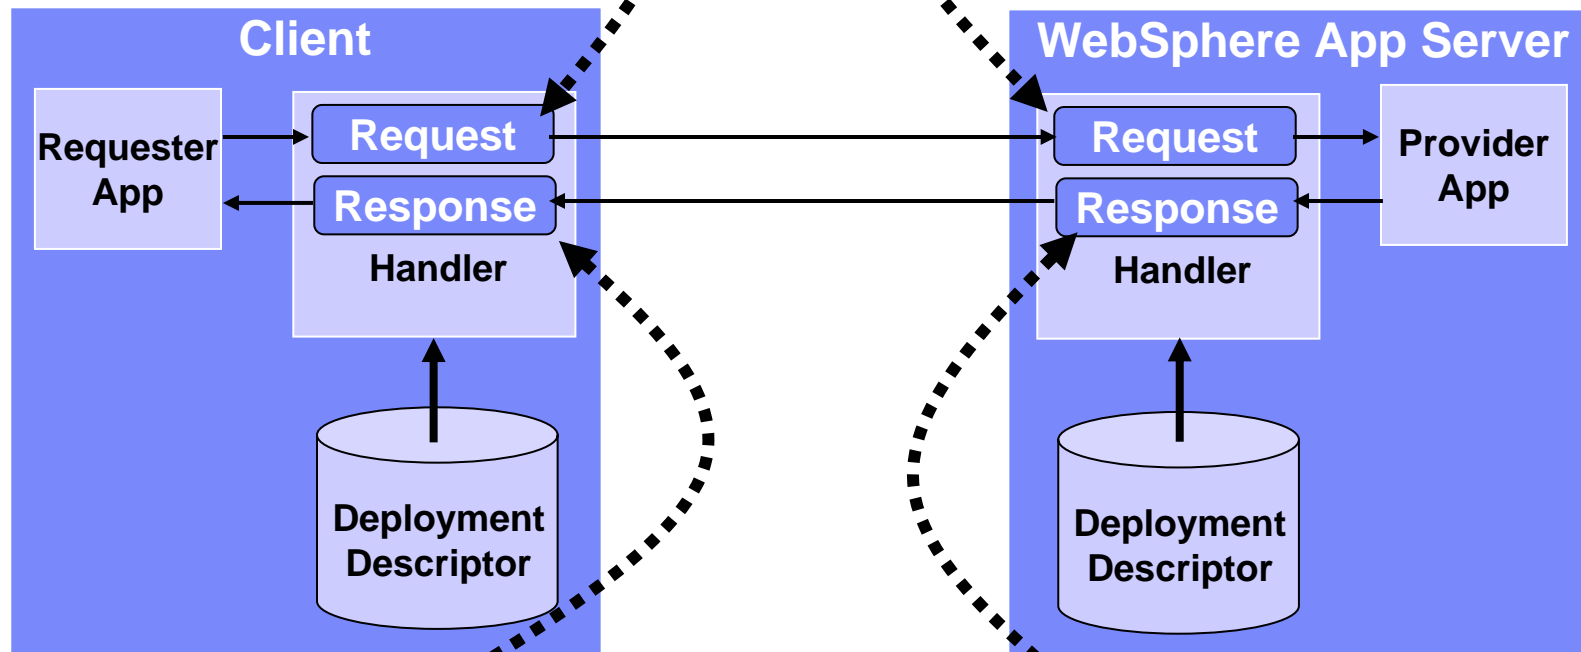 Client
Requester
App
Request
Response
Handler
Deployment
Descriptor
WebSphere App Server
Request
Response
Handler
Provider
App
Deployment
Descriptor